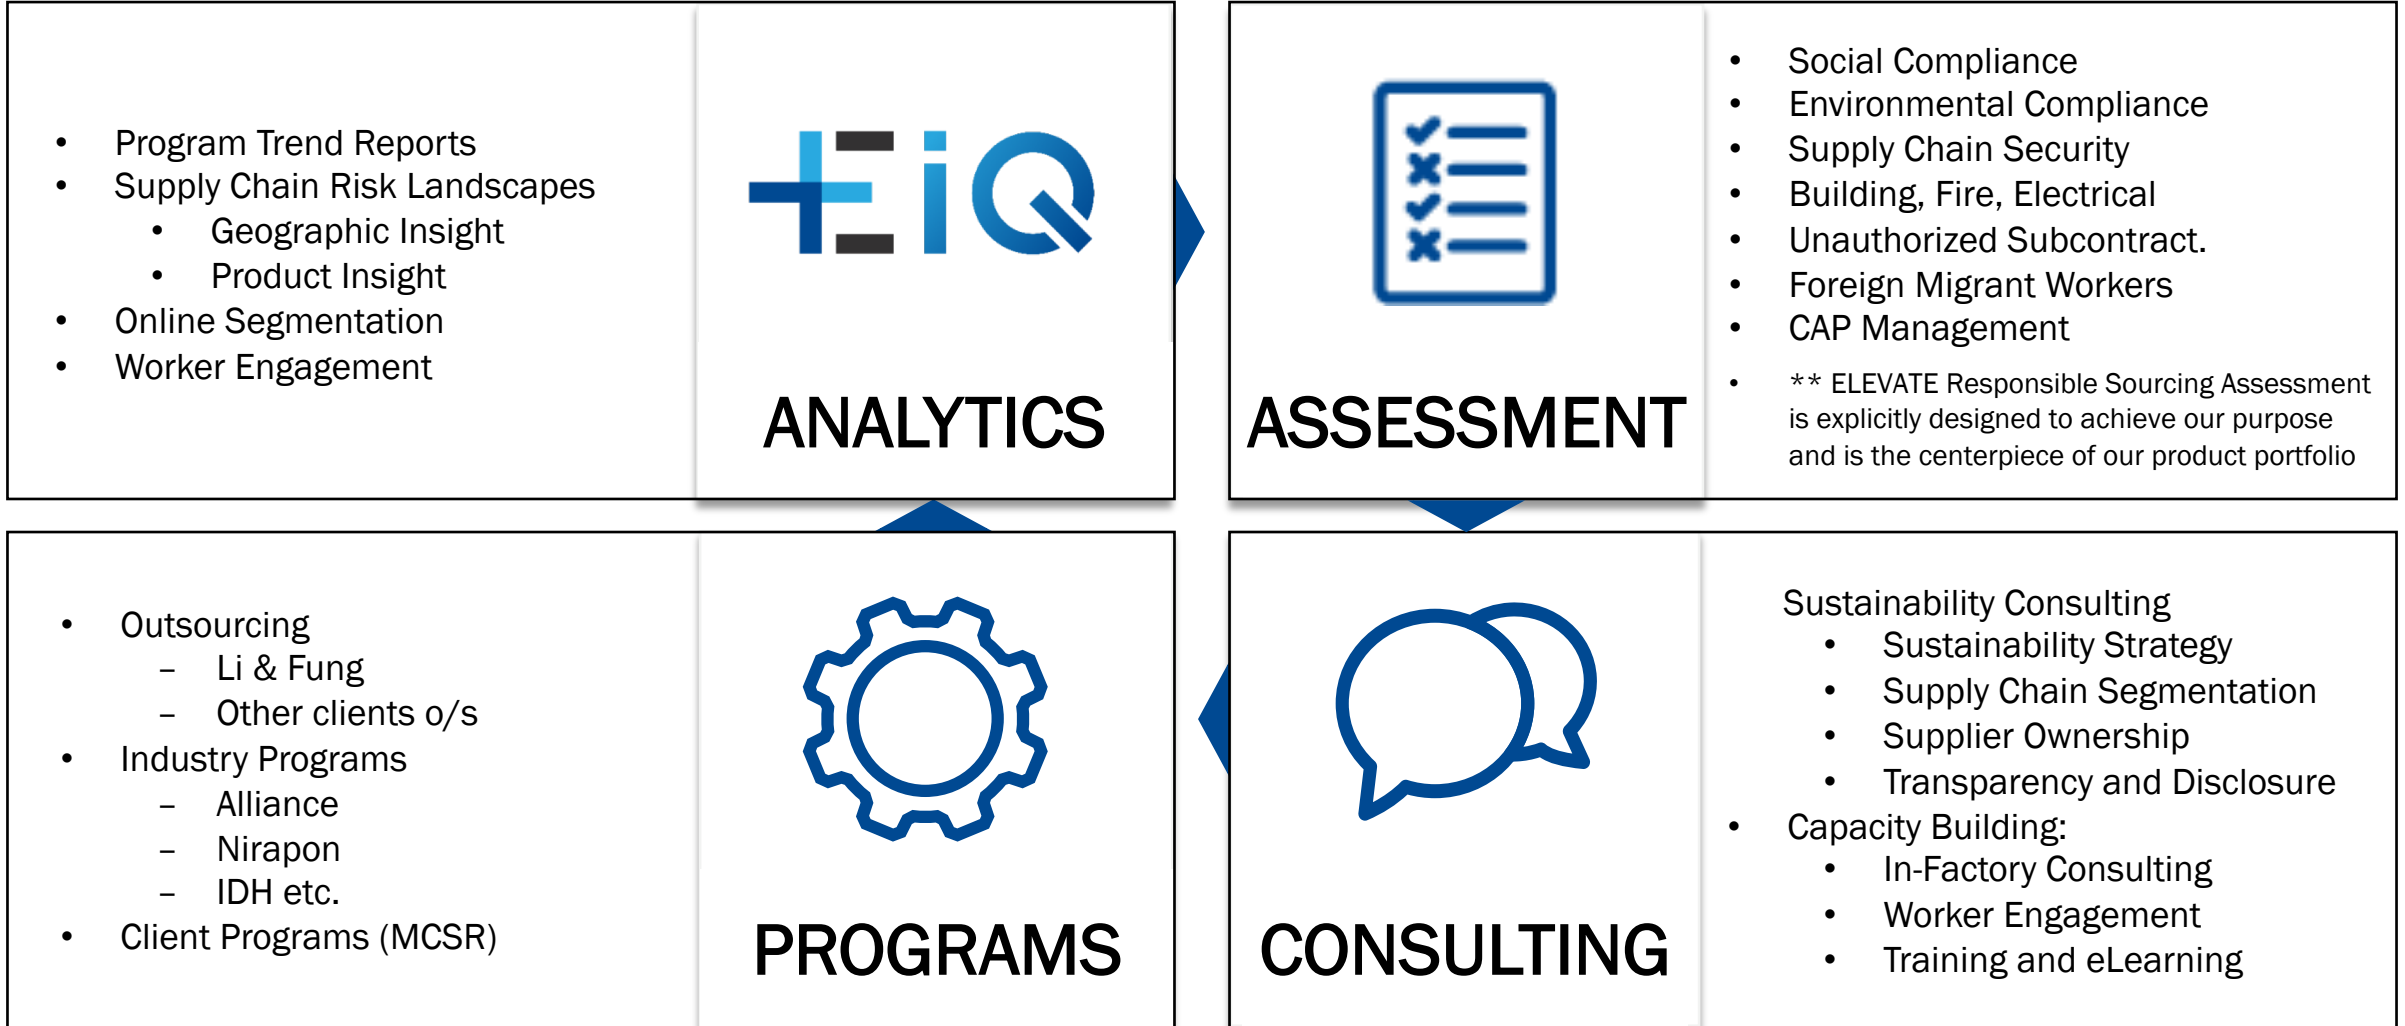 • Program Trend Reports
• Supply Chain Risk Landscapes
• Geographic Insight
• Product Insight
• Online Segmentation
• Worker Engagement
EiQ
ANALYTICS
ASSESSMENT
• Social Compliance
• Environmental Compliance
• Supply Chain Security
• Building, Fire, Electrical
• Unauthorized Subcontract.
• Foreign Migrant Workers
• CAP Management
• ** ELEVATE Responsible Sourcing Assessment
is explicitly designed to achieve our purpose
and is the centerpiece of our product portfolio
• Outsourcing
– Li & Fung
– Other clients o/s
• Industry Programs
– Alliance
– Nirapon
– IDH etc.
• Client Programs (MCSR)
PROGRAMS
CONSULTING
Sustainability Consulting
• Sustainability Strategy
• Supply Chain Segmentation
• Supplier Ownership
• Transparency and Disclosure
• Capacity Building:
• In-Factory Consulting
• Worker Engagement
• Training and eLearning